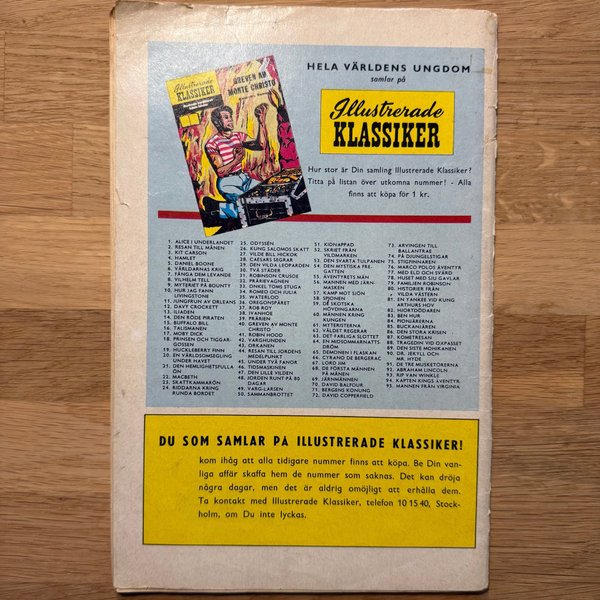 Illustrerade
KLASSIKER
GREVEN AV
MONTE CHRISTO
HELA VÄRLDENS UNGDOM
samlar på
Illustrerade
KLASSIKER
Hur stor är Din samling Illustrerade Klassiker?
Titta på listan över utkomna nummer! - Alla
finns att köpa för 1 kr.
1. ALICE I UNDERLANDET
2. RESAN TILL MÅNEN
3. KIT CARSON
4. HAMLET
5. DANIEL BOONE
6. VÄRLDARNAS KRIG
7. FÅNGA DEM LEVANDE
8. VILHELM TELL
9. MYTERIET PÅ BOUNTY
10. HUR JAG FANN
LIVINGSTONE
11. JUNGFRUN AV ORLEANS
12. DAVY CROCKETT
13. ILIADEN
14. DEN RÖDE PIRATEN
15. BUFFALO BILL
16. TALISMANEN
17. MOBY DICK
18. PRINSEN OCH TIGGAR-
GOSSEN
19. HUCKLEBERRY FINN
20. EN VÄRLDSOMSEGLING
UNDER HAVET
21. DEN HEMLIGHETSFULLA
ÖN
22. MACBETH
23. SKATTKAMMARÖN
24. RIDDARNA KRING
RUNDA BORDET
25. ODYSSÉN
26. KUNG SALOMOS SKATT
27. VILDE BILL HICKOK
28. CAESARS SEGRAR
29. DEN VILDA LEOPARDEN
30. TVÅ STÄDER
31. ROBINSON CRUSOE
32. PRÄRIEVAGNEN
33. ONKEL TOMS STUGA
34. ROMEO OCH JULIA
35. WATERLOO
36. OREGONSPÅRET
37. ROB ROY
38. IVANHOE
39. PRÄRIEN
40. GREVEN AV MONTE
CHRISTO
41. ROBIN HOOD
42. VARGHUNDEN
43. ORKANEN
44. RESAN TILL JORDENS
MEDELPUNKT
45. UNDER TVÅ FANOR
46. TIDSMASKINEN
47. DEN LILLE VILDEN
48. JORDEN RUNT PÅ 80
DAGAR
49. VARG-LARSEN
50. SAMMANBROTTET
51. KIDNAPPAD
52. SKRIET FRÅN
VILDMARKEN
53. DEN SVARTA TULPANEN
54. DEN MYSTISKA FRE-
GATTEN
55. ÄVENTYRETS MÄN
56. MANNEN MED JÄRN-
MASKEN
57. KAMP MOT SJÖN
58. SPIONEN
59. DE SKOTSKA
HÖVDINGARNA
60. MÄNNEN KRING
KUNGEN
61. MYTERISTERNA
62. VÅLDET REGERAR
63. DET FARLIGA SLOTTET
64. EN MIDSOMMARNATTS
DRÖM
65. DEMONEN I FLASKAN
66. CYRANO DE BERGERAC
67. LORD JIM
68. DE FÖRSTA MÄNNEN
PÅ MÅNEN
69. JÄRNMANNEN
70. DAVID BALFOUR
71. BERGENS KONUNG
72. DAVID COPPERFIELD
73. ARVINGEN TILL
BALLANTRAE
74. PÅ DJUNGELSTIGAR
75. STIGFINNAREN
76. MARCO POLOS ÄVENTYR
77. MED ELD OCH SVÄRD
78. HUSET MED SJU GAVLAR
79. FAMILJEN ROBINSON
80. HISTORIER FRÅN
VILDA VÄSTERN
81. EN YANKEE VID KUNG
ARTHURS HOV
82. HJORTDÖDAREN
83. BEN HUR
84. PIONJÄRERNA
85. BUCKANJÄREN
86. DEN STORA KRISEN
87. KOMETRESAN
88. TRAGEDIN VID OXPASSET
89. DEN SISTE MOHIKANEN
90. DR. JEKYLL OCH
MR. HYDE
91. DE TRE MUSKETÖRERNA
92. ABRAHAM LINCOLN
93. RIP VAN WINKLE
94. KAPTEN KINGS ÄVENTYR
95. MANNEN FRÅN VIRGINIA
DU SOM SAMLAR PÅ ILLUSTRERADE KLASSIKER!
kom ihåg att alla tidigare nummer finns att köpa. Be Din van-
liga affär skaffa hem de nummer som saknas. Det kan dröja
några dagar, men det är aldrig omöjligt att erhålla dem.
Ta kontakt med Illustrerade Klassiker, telefon 10 15 40, Stock-
holm, om Du inte lyckas.